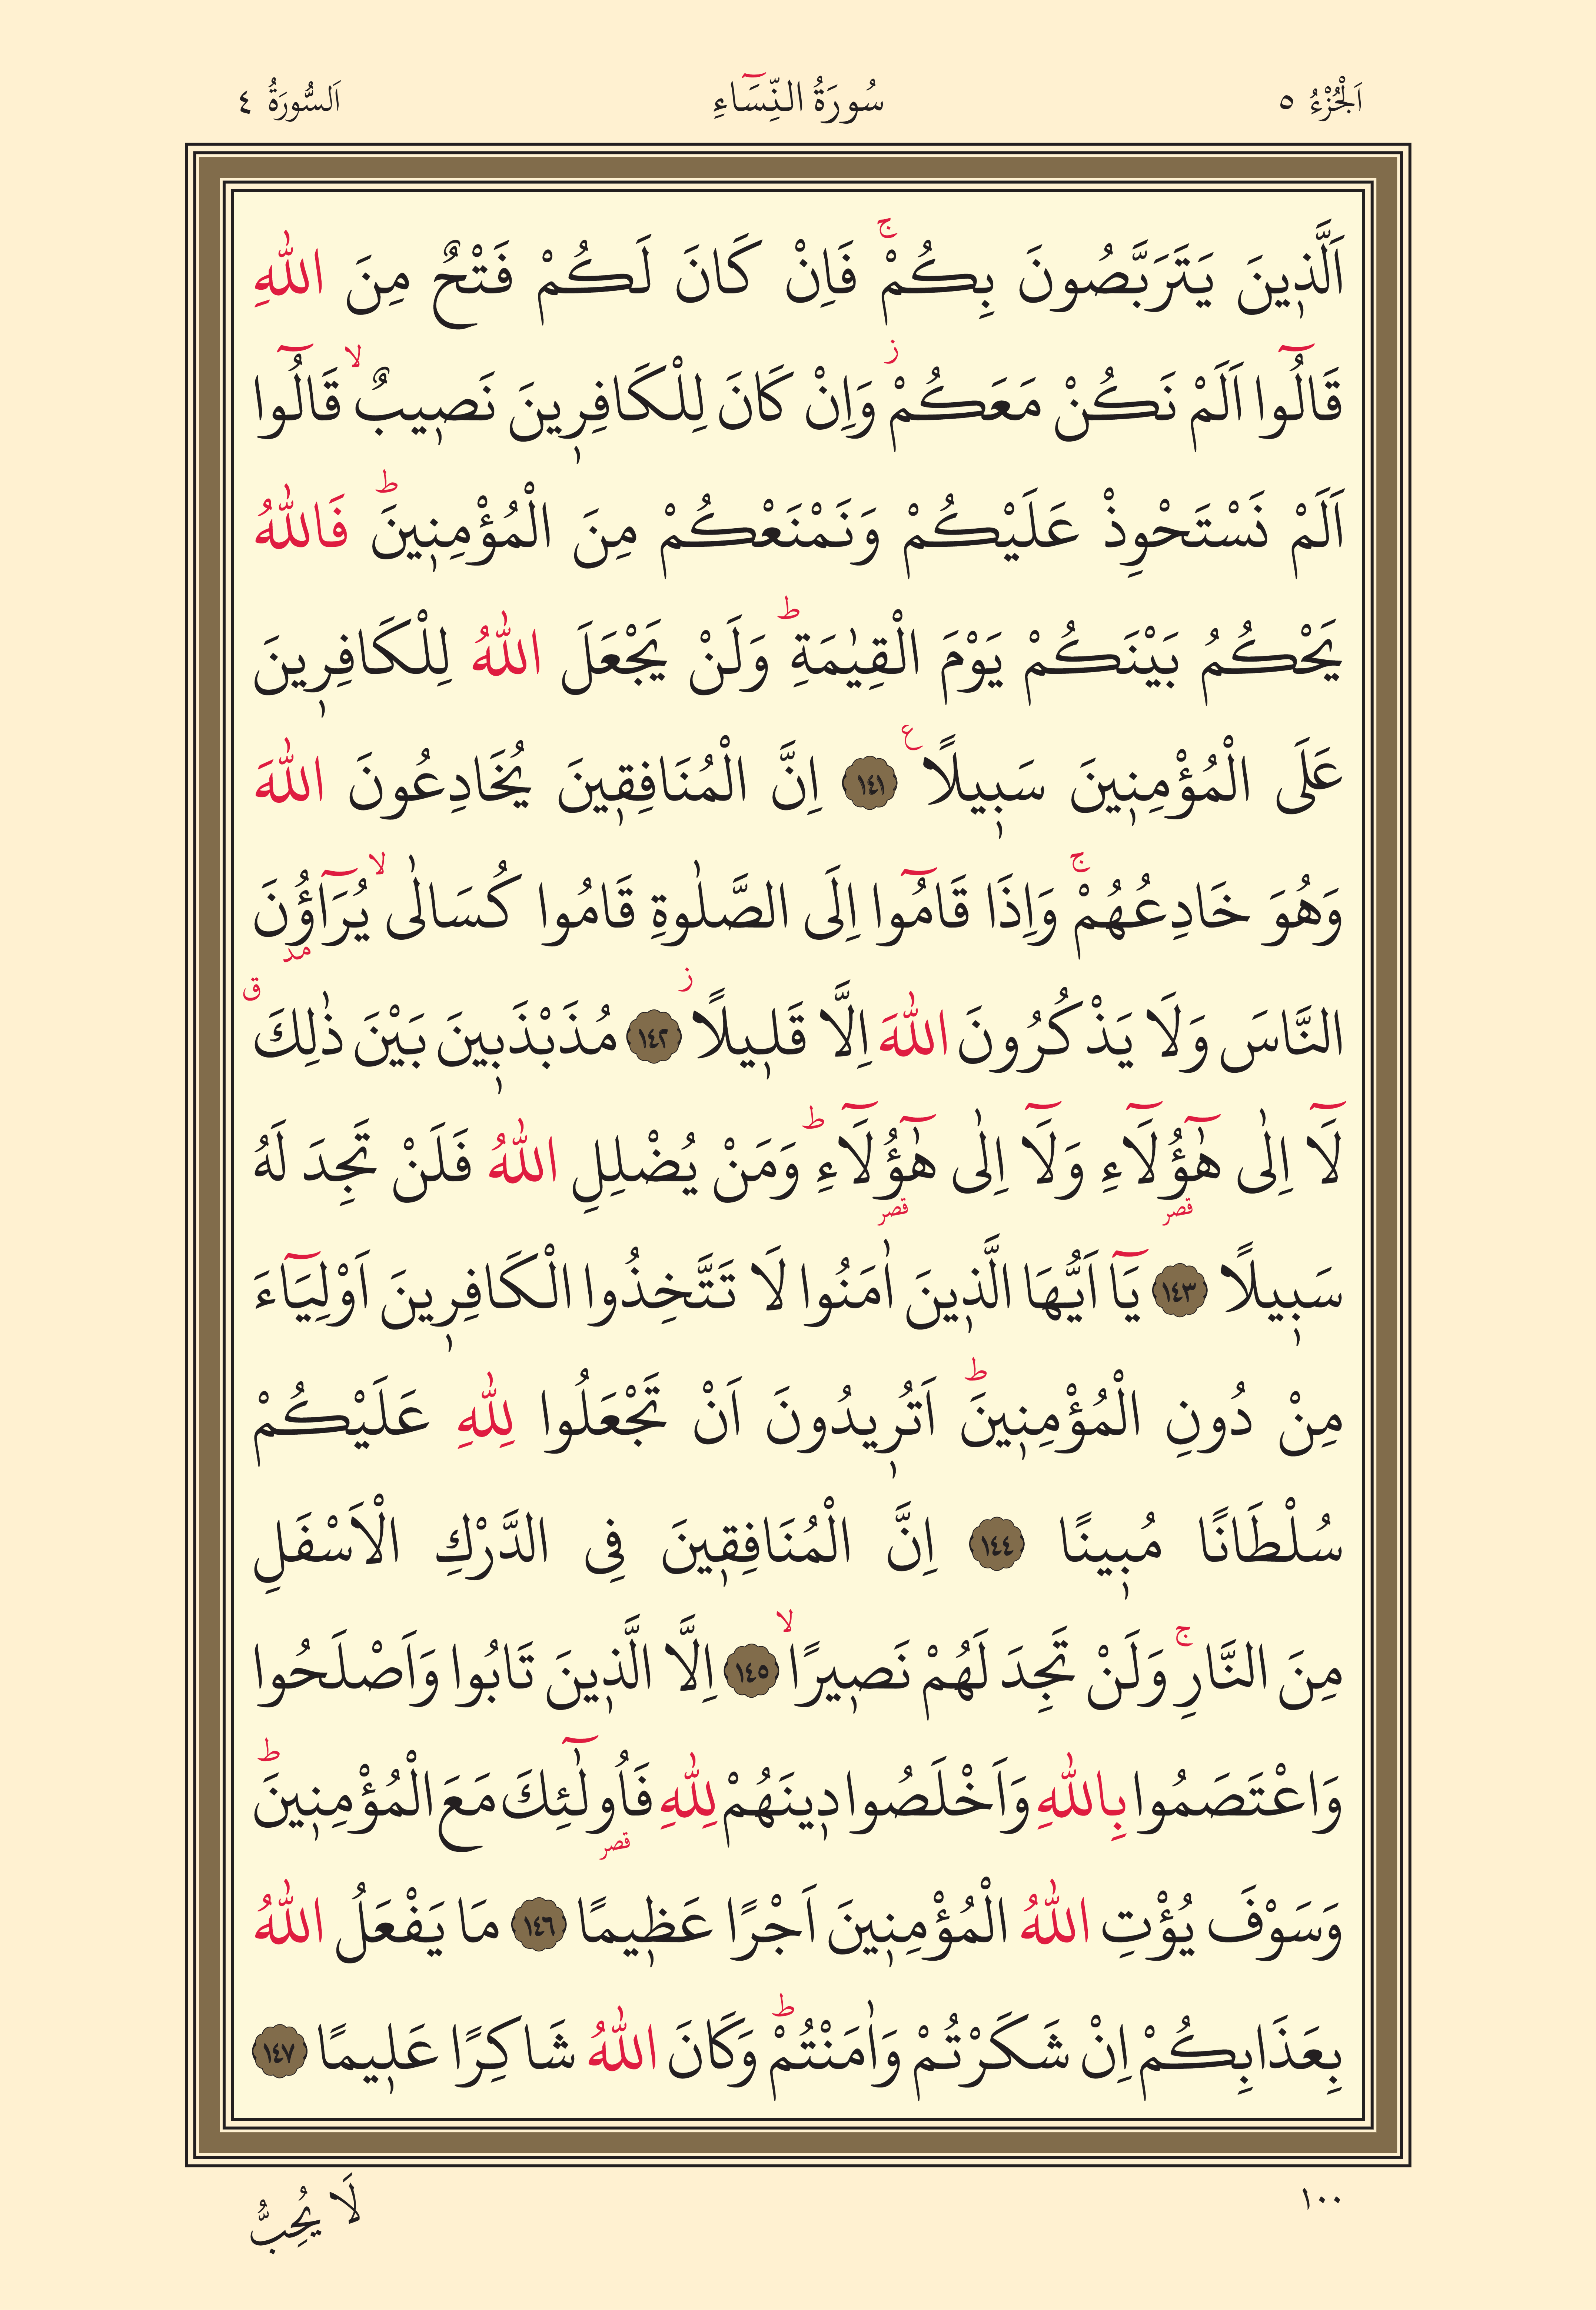 اَلْجُزْءُ ٥ سُورَةُ النِّسَٓاءِ اَلسُّورَةُ ٤
اَلَّذ۪ينَ يَتَرَبَّصُونَ بِكُمْۚ فَاِنْ كَانَ لَكُمْ فَتْحٌ مِنَ اللّٰهِ
قَالُٓوا اَلَمْ نَكُنْ مَعَكُمْؗ وَاِنْ كَانَ لِلْكَافِر۪ينَ نَص۪يبٌۙ قَالُٓوا
اَلَمْ نَسْتَحْوِذْ عَلَيْكُمْ وَنَمْنَعْكُمْ مِنَ الْمُؤْمِن۪ينَۜ فَاللّٰهُ
يَحْكُمُ بَيْنَكُمْ يَوْمَ الْقِيٰمَةِۜ وَلَنْ يَجْعَلَ اللّٰهُ لِلْكَافِر۪ينَ
عَلَى الْمُؤْمِن۪ينَ سَب۪يلًا۟ ﴿١٤١﴾ اِنَّ الْمُنَافِق۪ينَ يُخَادِعُونَ اللّٰهَ
وَهُوَ خَادِعُهُمْۚ وَاِذَا قَامُٓوا اِلَى الصَّلٰوةِ قَامُوا كُسَالٰىۙ يُرَٓاؤُ۫نَ
النَّاسَ وَلَا يَذْكُرُونَ اللّٰهَ اِلَّا قَل۪يلًاؗ ﴿١٤٢﴾ مُذَبْذَب۪ينَ بَيْنَ ذٰلِكَۗ
لَٓا اِلٰى هٰٓؤُ۬لَٓاءِ وَلَٓا اِلٰى هٰٓؤُ۬لَٓاءِۜ وَمَنْ يُضْلِلِ اللّٰهُ فَلَنْ تَجِدَ لَهُ
سَب۪يلًا ﴿١٤٣﴾ يَٓا اَيُّهَا الَّذ۪ينَ اٰمَنُوا لَا تَتَّخِذُوا الْكَافِر۪ينَ اَوْلِيَٓاءَ
مِنْ دُونِ الْمُؤْمِن۪ينَۜ اَتُر۪يدُونَ اَنْ تَجْعَلُوا لِلّٰهِ عَلَيْكُمْ
سُلْطَانًا مُب۪ينًا ﴿١٤٤﴾ اِنَّ الْمُنَافِق۪ينَ فِى الدَّرْكِ الْاَسْفَلِ
مِنَ النَّارِۚ وَلَنْ تَجِدَ لَهُمْ نَص۪يرًاۙ ﴿١٤٥﴾ اِلَّا الَّذ۪ينَ تَابُوا وَاَصْلَحُوا
وَاعْتَصَمُوا بِاللّٰهِ وَاَخْلَصُوا د۪ينَهُمْ لِلّٰهِ فَاُو۬لٰٓئِكَ مَعَ الْمُؤْمِن۪ينَۜ
وَسَوْفَ يُؤْتِ اللّٰهُ الْمُؤْمِن۪ينَ اَجْرًا عَظ۪يمًا ﴿١٤٦﴾ مَا يَفْعَلُ اللّٰهُ
بِعَذَابِكُمْ اِنْ شَكَرْتُمْ وَاٰمَنْتُمْۜ وَكَانَ اللّٰهُ شَاكِرًا عَل۪يمًا ﴿١٤٧﴾
١٠٠ لَا يُحِبُّ